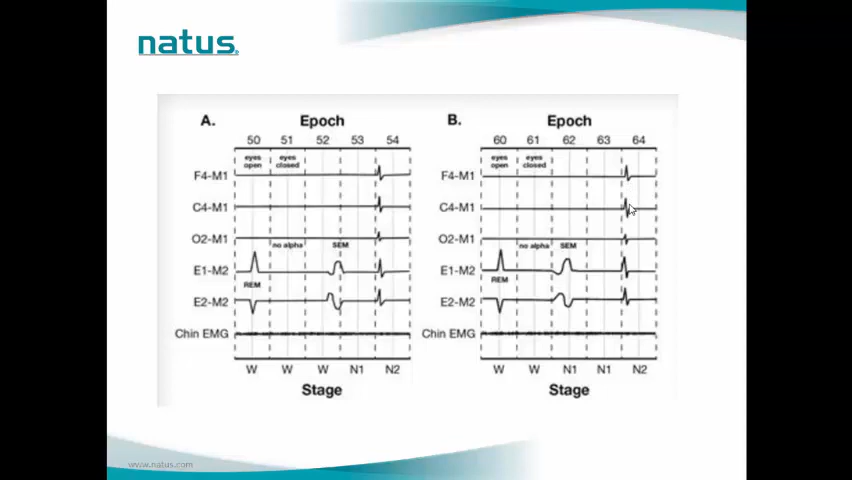 natus®
A.
Epoch
50 51 52 53 54
eyes open
eyes closed
F4-M1
C4-M1
O2-M1
no alpha
SEM
E1-M2
REM
E2-M2
Chin EMG
W W W N1 N2
Stage
B.
Epoch
60 61 62 63 64
eyes open
eyes closed
F4-M1
C4-M1
O2-M1
no alpha
SEM
E1-M2
REM
E2-M2
Chin EMG
W W N1 N1 N2
Stage
www.natus.com